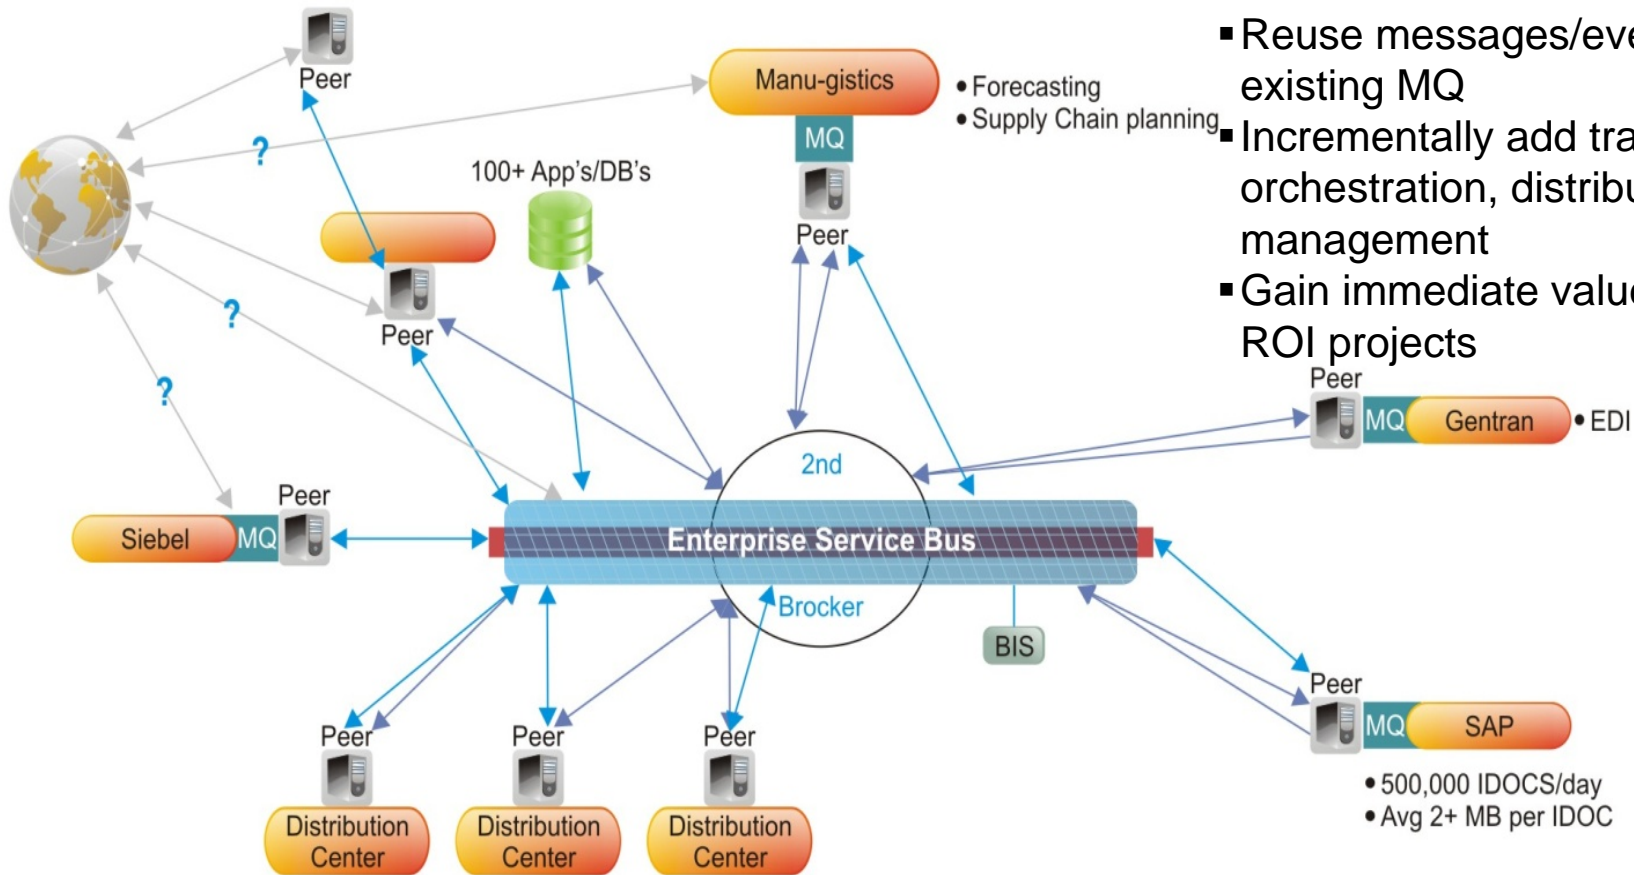 Peer
Manu-gistics
MQ
Peer
• Forecasting
• Supply Chain planning
▪Reuse messages/eve
existing MQ
▪Incrementally add tra
orchestration, distribu
management
▪Gain immediate value
ROI projects
?
100+ App's/DB's
Peer
?
?
Peer
MQ
Gentran
• EDI
2nd
Enterprise Service Bus
Brocker
Peer
Siebel
MQ
BIS
Peer
Distribution
Center
Peer
Distribution
Center
Peer
Distribution
Center
Peer
MQ
SAP
• 500,000 IDOCS/day
• Avg 2+ MB per IDOC